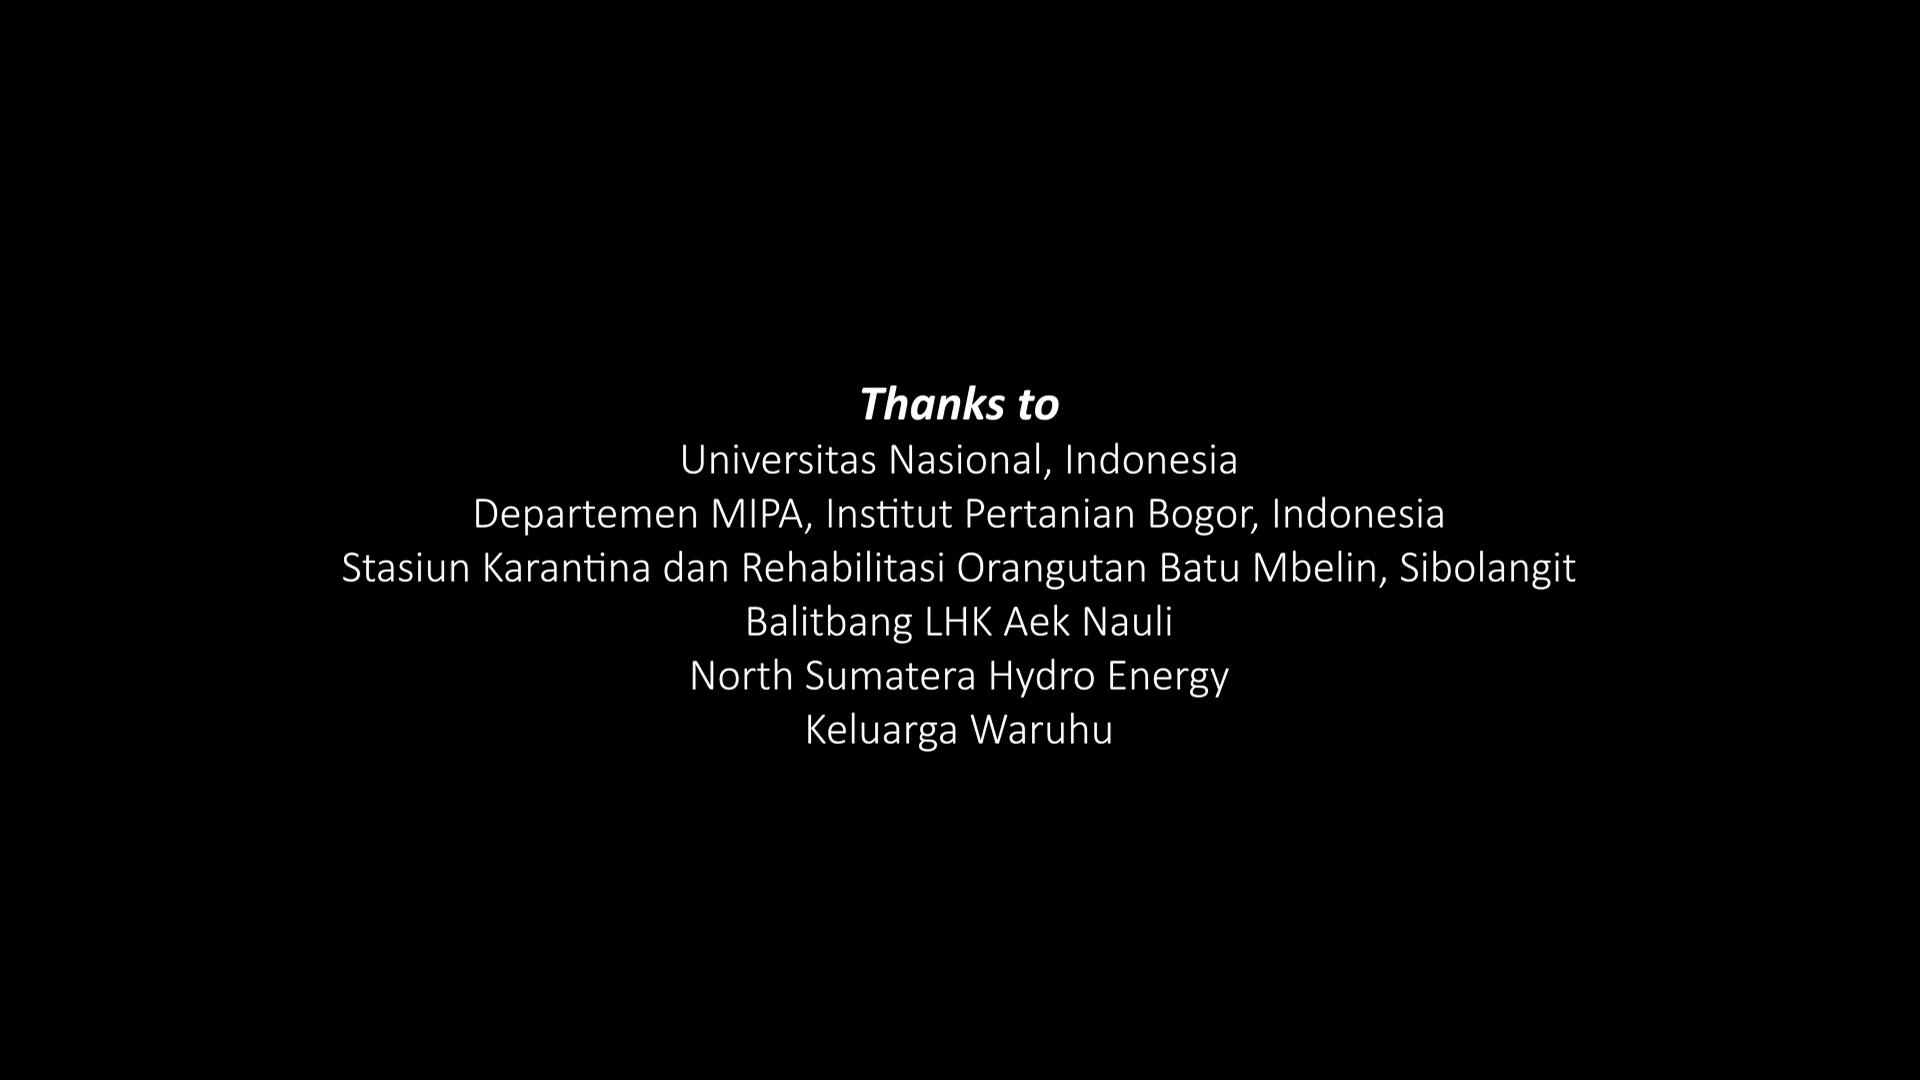 Thanks to
Universitas Nasional, Indonesia
Departemen MIPA, Institut Pertanian Bogor, Indonesia
Stasiun Karantina dan Rehabilitasi Orangutan Batu Mbelin, Sibolangit
Balitbang LHK Aek Nauli
North Sumatera Hydro Energy
Keluarga Waruhu